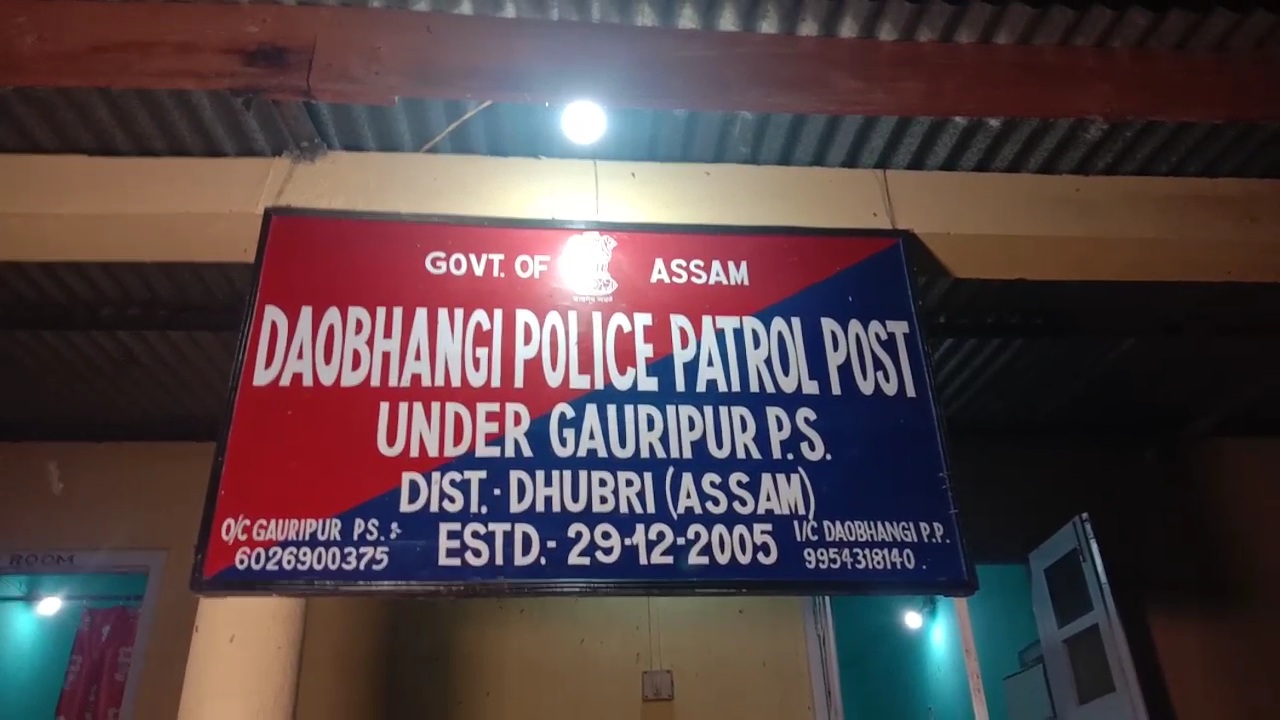 GOVT. OF ASSAM
DAOBHANGI POLICE PATROL POST
UNDER GAURIPUR P.S.
DIST.- DHUBRI (ASSAM)
O/C GAURIPUR PS.:-
6026900375
ESTD.- 29-12-2005
I/C DAOBHANGI P.P.
9954318140.
ROOM